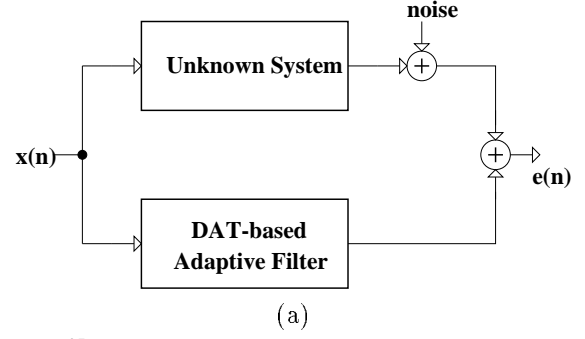 noise
Unknown System
+
x(n)
+
e(n)
DAT-based
Adaptive Filter
(a)